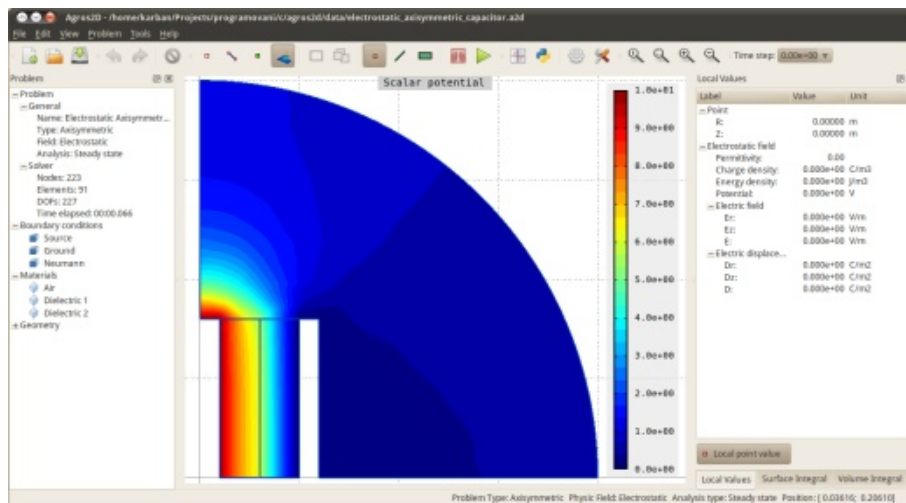 Agros2D - /home/karban/Projects/programovani/c/agros2d/data/electrostatic_axisymmetric_capacitor.a2d
File Edit View Problem Tools Help
Time step: 0.00e+00
Problem
Problem
General
Name: Electrostatic Axisymmetr...
Type: Axisymmetric
Field: Electrostatic
Analysis: Steady state
Solver
Nodes: 223
Elements: 91
DOFs: 227
Time elapsed: 00:00.066
Boundary conditions
Source
Ground
Neumann
Materials
Air
Dielectric 1
Dielectric 2
Geometry
Scalar potential
1.0e+01
9.0e+00
8.0e+00
7.0e+00
6.0e+00
5.0e+00
4.0e+00
3.0e+00
2.0e+00
1.0e+00
0.0e+00
Local Values
Label Value Unit
Point
R: 0.00000 m
Z: 0.00000 m
Electrostatic field
Permittivity: 0.00
Charge density: 0.000e+00 C/m3
Energy density: 0.000e+00 J/m3
Potential: 0.000e+00 V
Electric field
Er: 0.000e+00 V/m
Ez: 0.000e+00 V/m
E: 0.000e+00 V/m
Electric displace...
Dr: 0.000e+00 C/m2
Dz: 0.000e+00 C/m2
D: 0.000e+00 C/m2
Local point value
Local Values Surface Integral Volume Integral
Problem Type: Axisymmetric Physic Field: Electrostatic Analysis type: Steady state Position: [ 0.03616; 0.20610]